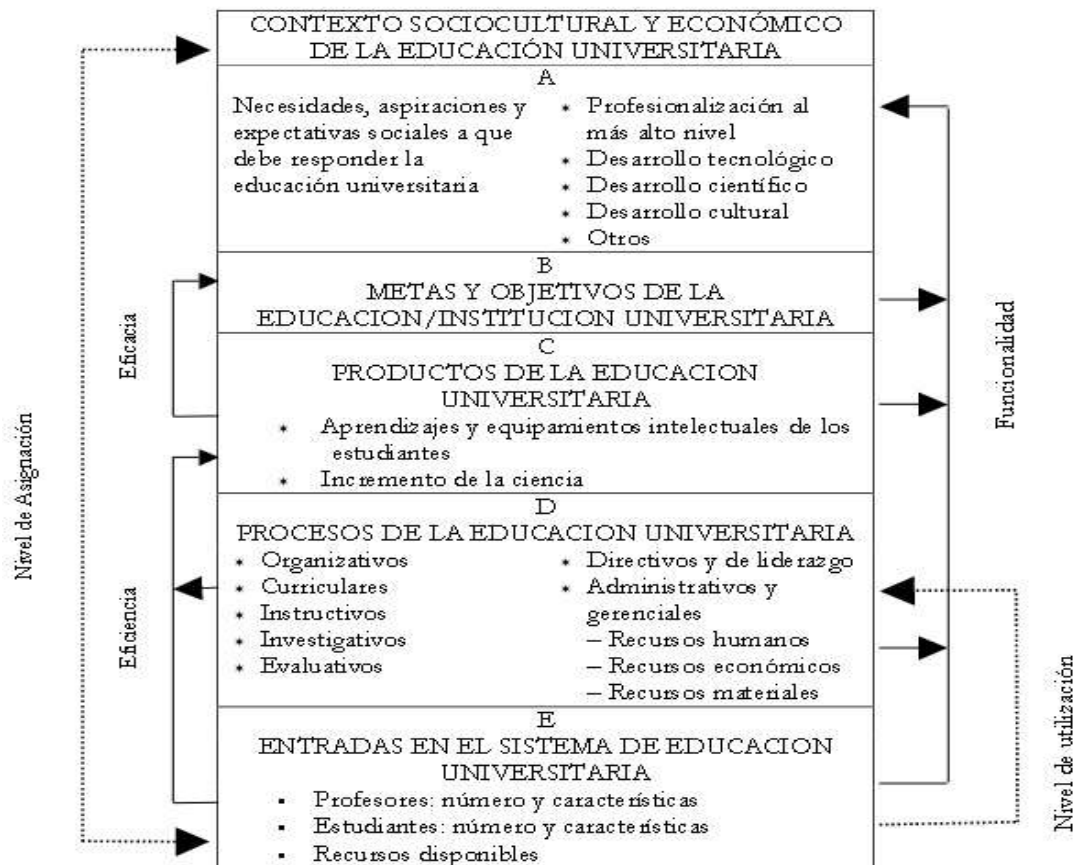 CONTEXTO SOCIOCULTURAL Y ECONÓMICO
DE LA EDUCACIÓN UNIVERSITARIA
A
Necesidades, aspiraciones y
expectativas sociales a que
debe responder la
educación universitaria
* Profesionalización al
más alto nivel
* Desarrollo tecnológico
* Desarrollo científico
* Desarrollo cultural
* Otros
B
METAS Y OBJETIVOS DE LA
EDUCACION/INSTITUCION UNIVERSITARIA
C
PRODUCTOS DE LA EDUCACION
UNIVERSITARIA
* Aprendizajes y equipamientos intelectuales de los
estudiantes
* Incremento de la ciencia
D
PROCESOS DE LA EDUCACION UNIVERSITARIA
* Organizativos
* Curriculares
* Instructivos
* Investigativos
* Evaluativos
* Directivos y de liderazgo
* Administrativos y
gerenciales
– Recursos humanos
– Recursos económicos
– Recursos materiales
E
ENTRADAS EN EL SISTEMA DE EDUCACION
UNIVERSITARIA
▪ Profesores: número y características
▪ Estudiantes: número y características
▪ Recursos disponibles
Nivel de Asignación
Eficacia
Eficiencia
Funcionalidad
Nivel de utilización